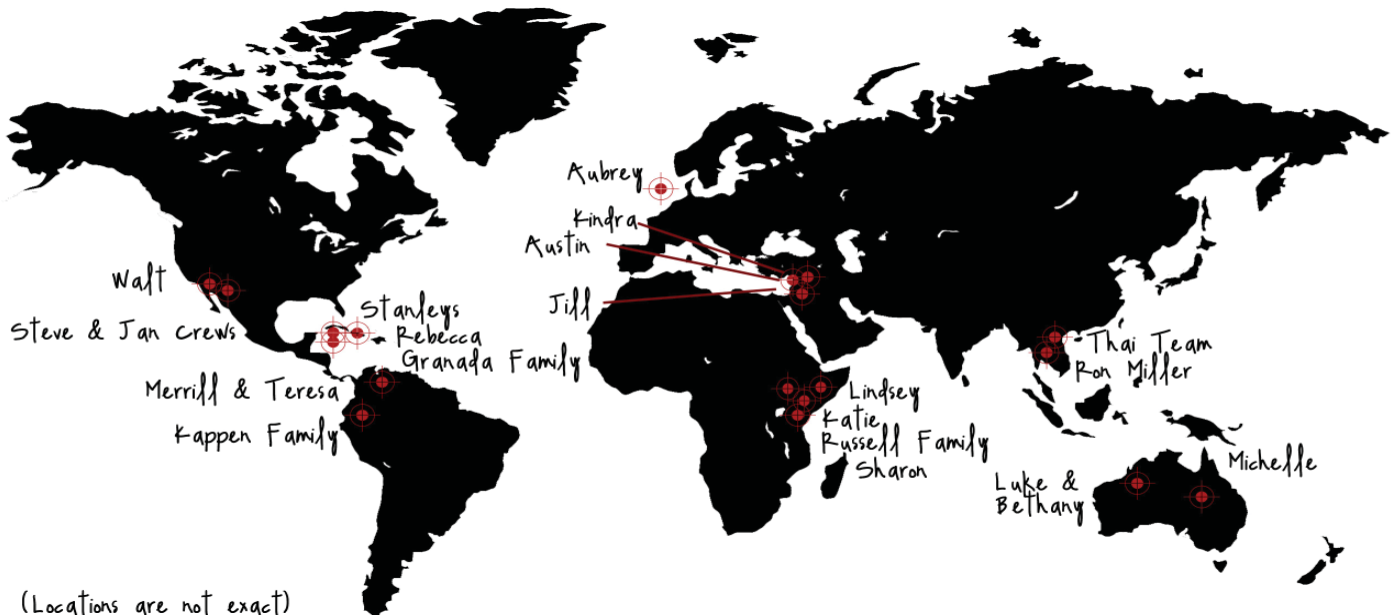 Aubrey
Kindra
Austin
Walt
Jill
Stanleys
Steve & Jan Crews
Rebecca
Granada Family
Thai Team
Ron Miller
Merrill & Teresa
Lindsey
Katie
Kappen Family
Russell Family
Sharon
Michelle
Luke &
Bethany
(Locations are not exact)